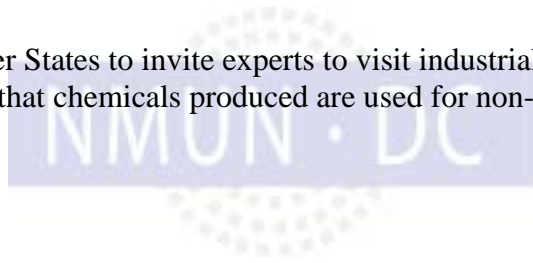 er States to invite experts to visit industrial
that chemicals produced are used for non-
NMUN · DC